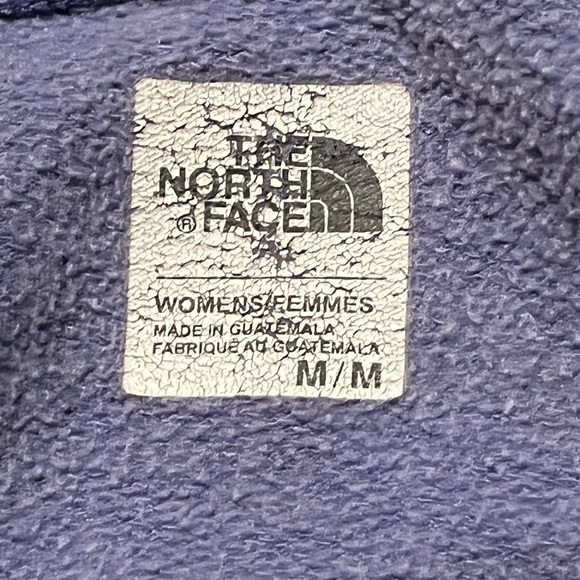 THE
NORTH
® FACE
WOMENS/FEMMES
MADE IN GUATEMALA
FABRIQUE AU GUATEMALA
M/M